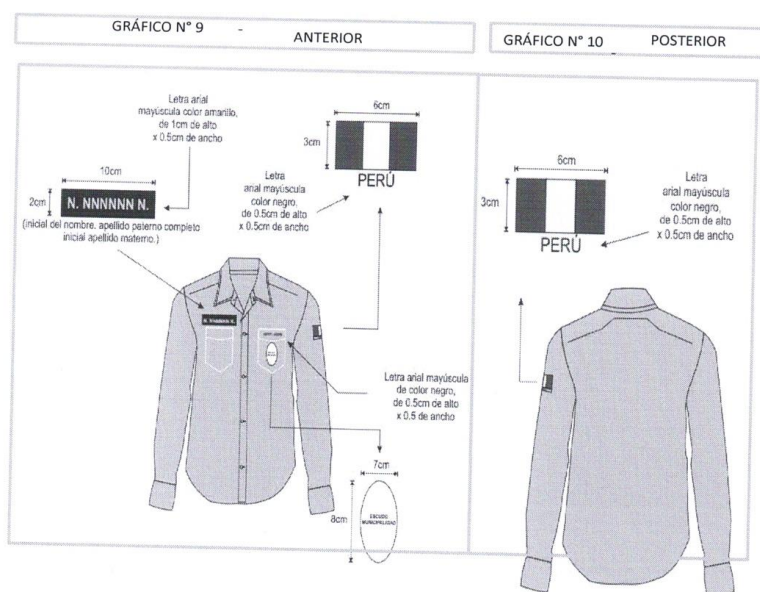 GRÁFICO N° 9 - ANTERIOR
GRÁFICO N° 10 POSTERIOR
Letra arial
mayúscula color amarillo,
de 1cm de alto
x 0.5cm de ancho
10cm
2cm
N. NNNNNN N.
(inicial del nombre. apellido paterno completo
inicial apellido materno.)
6cm
3cm
PERÚ
Letra
arial mayúscula
color negro,
de 0.5cm de alto
x 0.5cm de ancho
N. NNNNNN N.
Letra arial mayúscula
de color negro,
de 0.5cm de alto
x 0.5 de ancho
7cm
8cm
ESCUDO
MUNICIPALIDAD
6cm
3cm
PERÚ
Letra
arial mayúscula
color negro,
de 0.5cm de alto
x 0.5cm de ancho